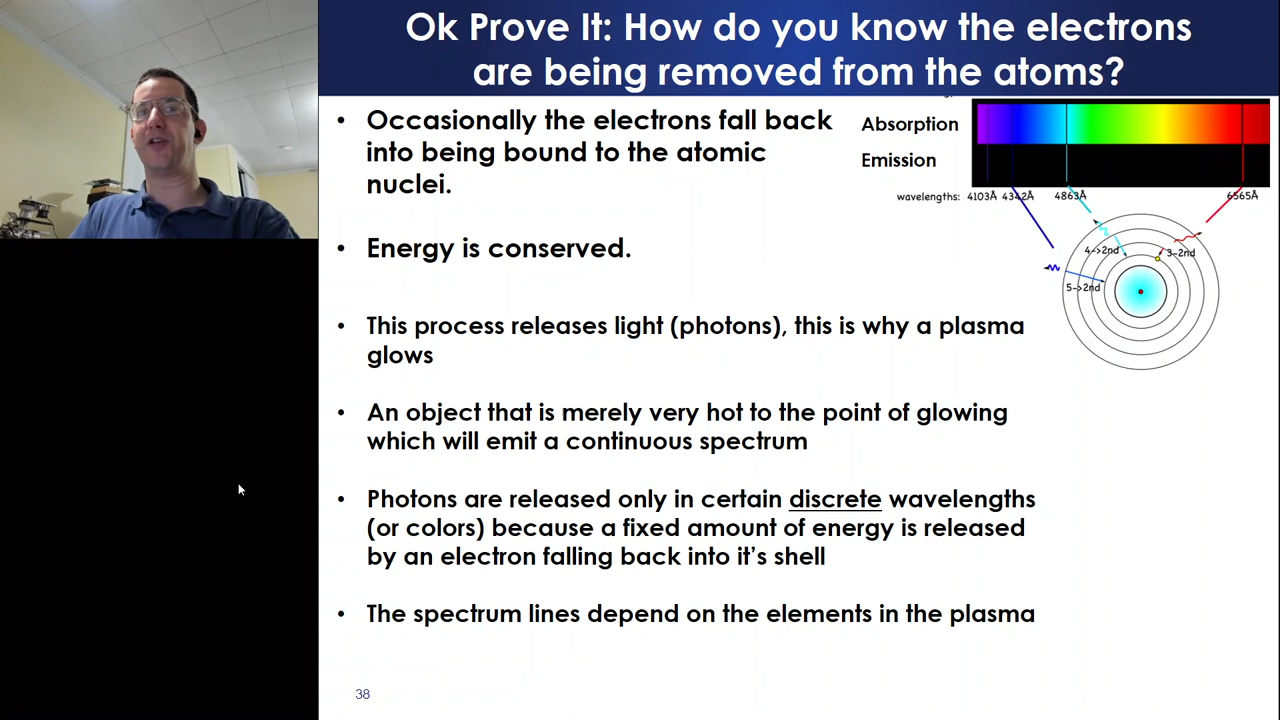 Ok Prove It: How do you know the electrons
are being removed from the atoms?
• Occasionally the electrons fall back
into being bound to the atomic
nuclei.
• Energy is conserved.
• This process releases light (photons), this is why a plasma
glows
• An object that is merely very hot to the point of glowing
which will emit a continuous spectrum
• Photons are released only in certain discrete wavelengths
(or colors) because a fixed amount of energy is released
by an electron falling back into it’s shell
• The spectrum lines depend on the elements in the plasma
Absorption
Emission
wavelengths: 4103Å 4342Å 4863Å 6565Å
4->2nd
3-2nd
5->2nd
38